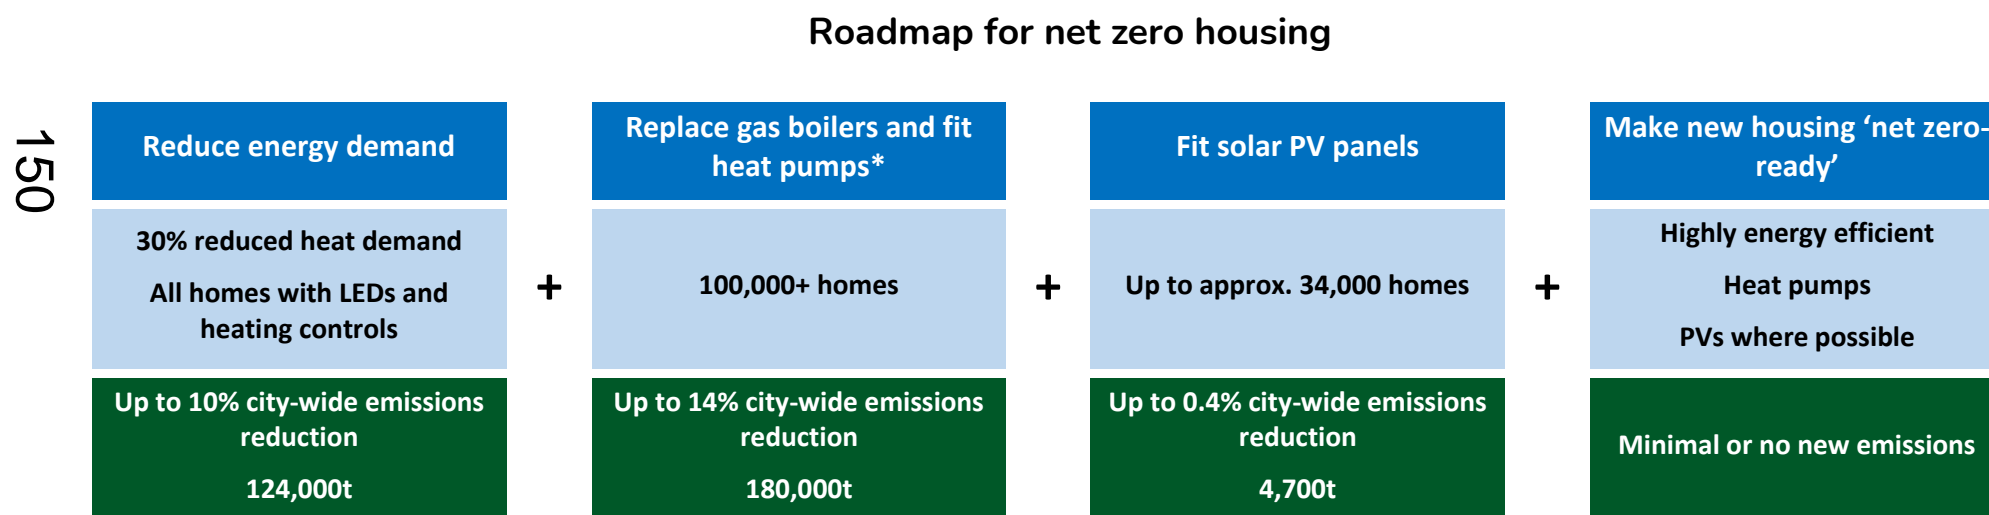 Roadmap for net zero housing
150
Reduce energy demand
30% reduced heat demand
All homes with LEDs and
heating controls
Up to 10% city-wide emissions
reduction
124,000t
+
Replace gas boilers and fit
heat pumps*
100,000+ homes
Up to 14% city-wide emissions
reduction
180,000t
+
Fit solar PV panels
Up to approx. 34,000 homes
Up to 0.4% city-wide emissions
reduction
4,700t
+
Make new housing ‘net zero-
ready’
Highly energy efficient
Heat pumps
PVs where possible
Minimal or no new emissions